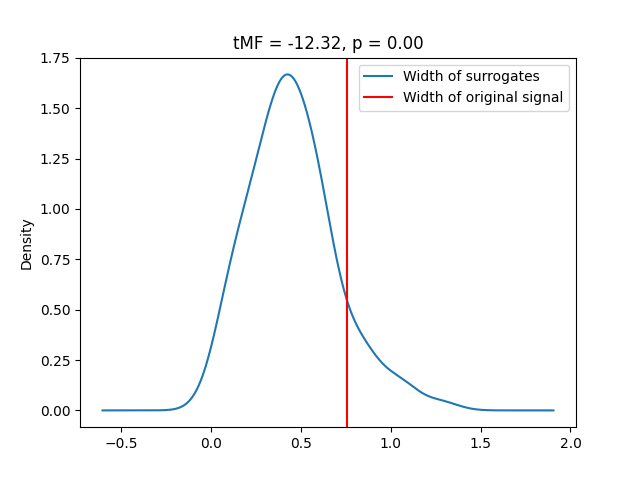 tMF = -12.32, p = 0.00
Width of surrogates
Width of original signal
Density
1.75
1.50
1.25
1.00
0.75
0.50
0.25
0.00
−0.5 0.0 0.5 1.0 1.5 2.0